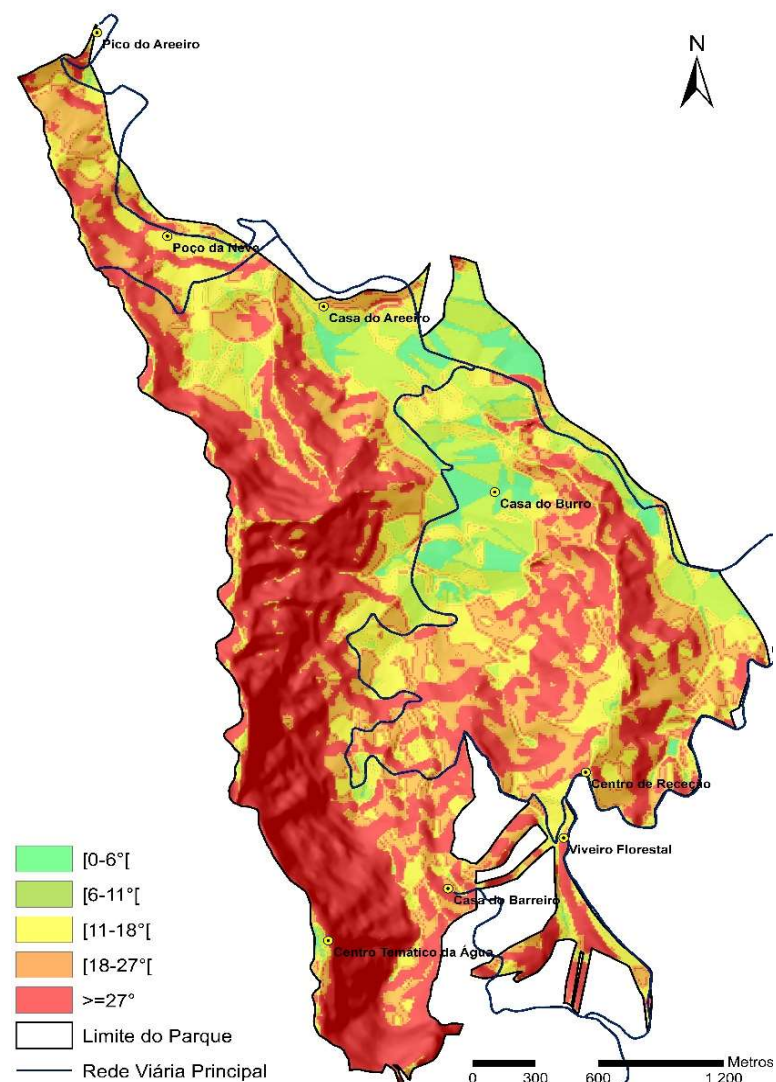 Pico do Areeiro
N
Poço da Neve
Casa do Areeiro
Casa do Burro
Centro de Receção
Viveiro Florestal
Casa do Barreiro
Centro Temático da Água
[0-6°[
[6-11°[
[11-18°[
[18-27°[
>=27°
Limite do Parque
Rede Viária Principal
Metros
0 300 600 1.200